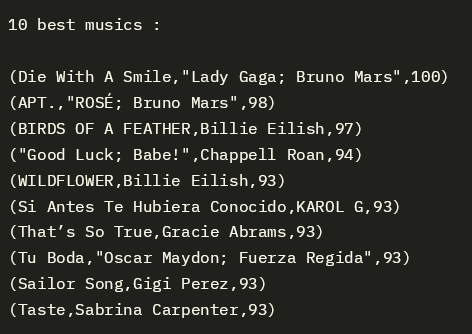 10 best musics :
(Die With A Smile,"Lady Gaga; Bruno Mars",100)
(APT.,"ROSÉ; Bruno Mars",98)
(BIRDS OF A FEATHER,Billie Eilish,97)
("Good Luck; Babe!",Chappell Roan,94)
(WILDFLOWER,Billie Eilish,93)
(Si Antes Te Hubiera Conocido,KAROL G,93)
(That’s So True,Gracie Abrams,93)
(Tu Boda,"Oscar Maydon; Fuerza Regida",93)
(Sailor Song,Gigi Perez,93)
(Taste,Sabrina Carpenter,93)